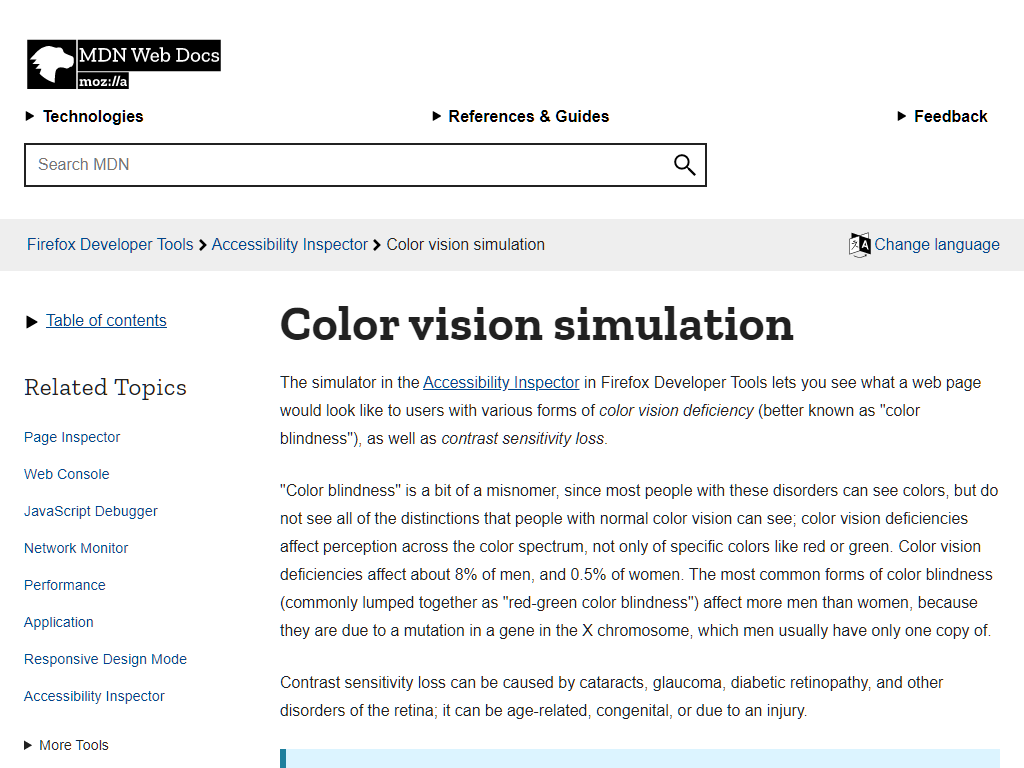 MDN Web Docs
moz://a
Technologies
References & Guides
Feedback
Search MDN
Firefox Developer Tools
Accessibility Inspector
Color vision simulation
Change language
Table of contents
Related Topics
Page Inspector
Web Console
JavaScript Debugger
Network Monitor
Performance
Application
Responsive Design Mode
Accessibility Inspector
More Tools
Color vision simulation
The simulator in the Accessibility Inspector in Firefox Developer Tools lets you see what a web page
would look like to users with various forms of color vision deficiency (better known as "color
blindness"), as well as contrast sensitivity loss.
"Color blindness" is a bit of a misnomer, since most people with these disorders can see colors, but do
not see all of the distinctions that people with normal color vision can see; color vision deficiencies
affect perception across the color spectrum, not only of specific colors like red or green. Color vision
deficiencies affect about 8% of men, and 0.5% of women. The most common forms of color blindness
(commonly lumped together as "red-green color blindness") affect more men than women, because
they are due to a mutation in a gene in the X chromosome, which men usually have only one copy of.
Contrast sensitivity loss can be caused by cataracts, glaucoma, diabetic retinopathy, and other
disorders of the retina; it can be age-related, congenital, or due to an injury.